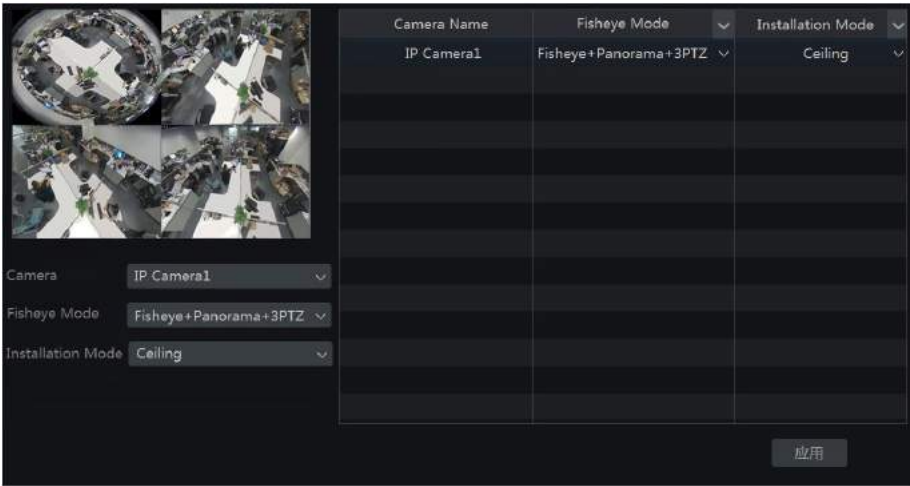 Camera Name Fisheye Mode Installation Mode
IP Camera1 Fisheye+Panorama+3PTZ Ceiling
Camera IP Camera1
Fisheye Mode Fisheye+Panorama+3PTZ
Installation Mode Ceiling
应用